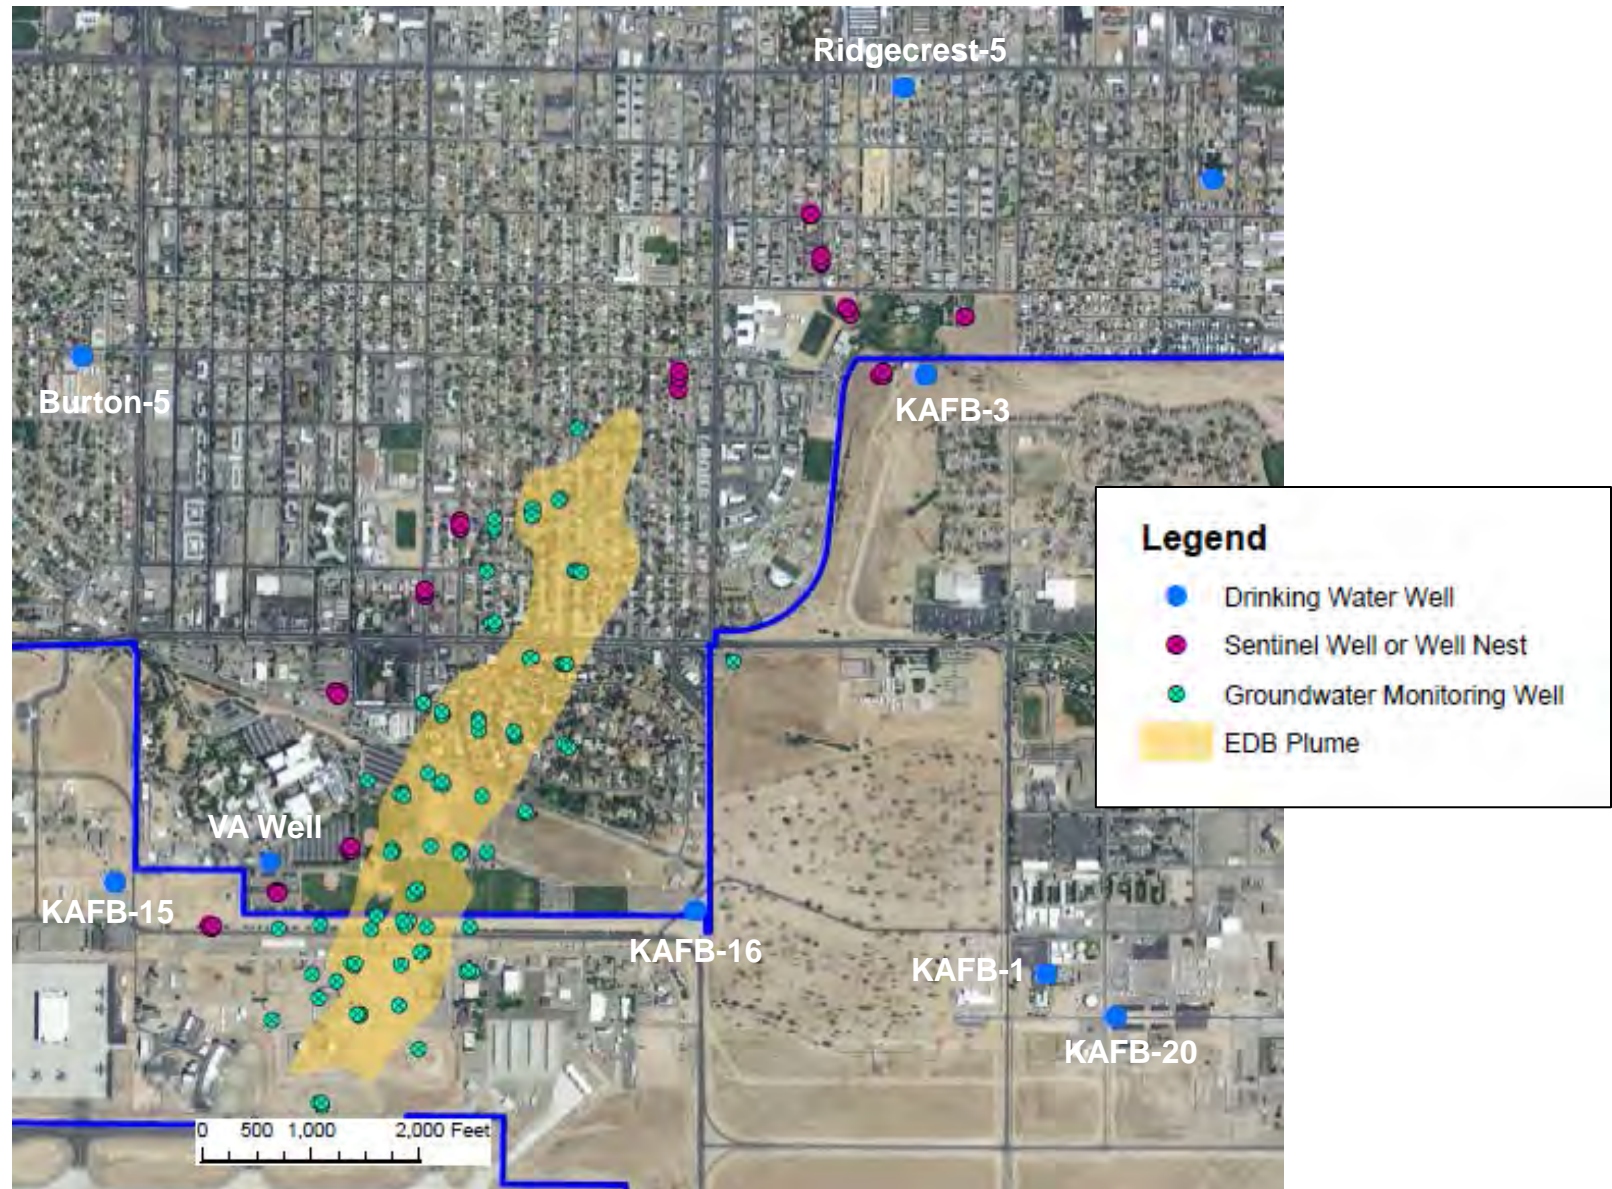 Ridgecrest-5
Burton-5
KAFB-3
Legend
Drinking Water Well
Sentinel Well or Well Nest
Groundwater Monitoring Well
EDB Plume
VA Well
KAFB-15
KAFB-16
KAFB-1
KAFB-20
0 500 1,000 2,000 Feet